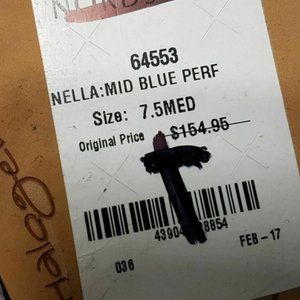 64553
NELLA:MID BLUE PERF
Size: 7.5MED
Original Price $154.95
FEB-17
036